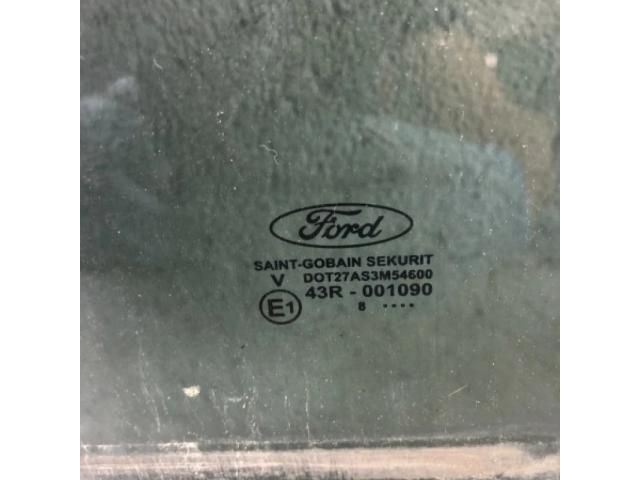 Ford
SAINT-GOBAIN SEKURIT
V DOT27AS3M54600
E1 43R - 001090
8 ····